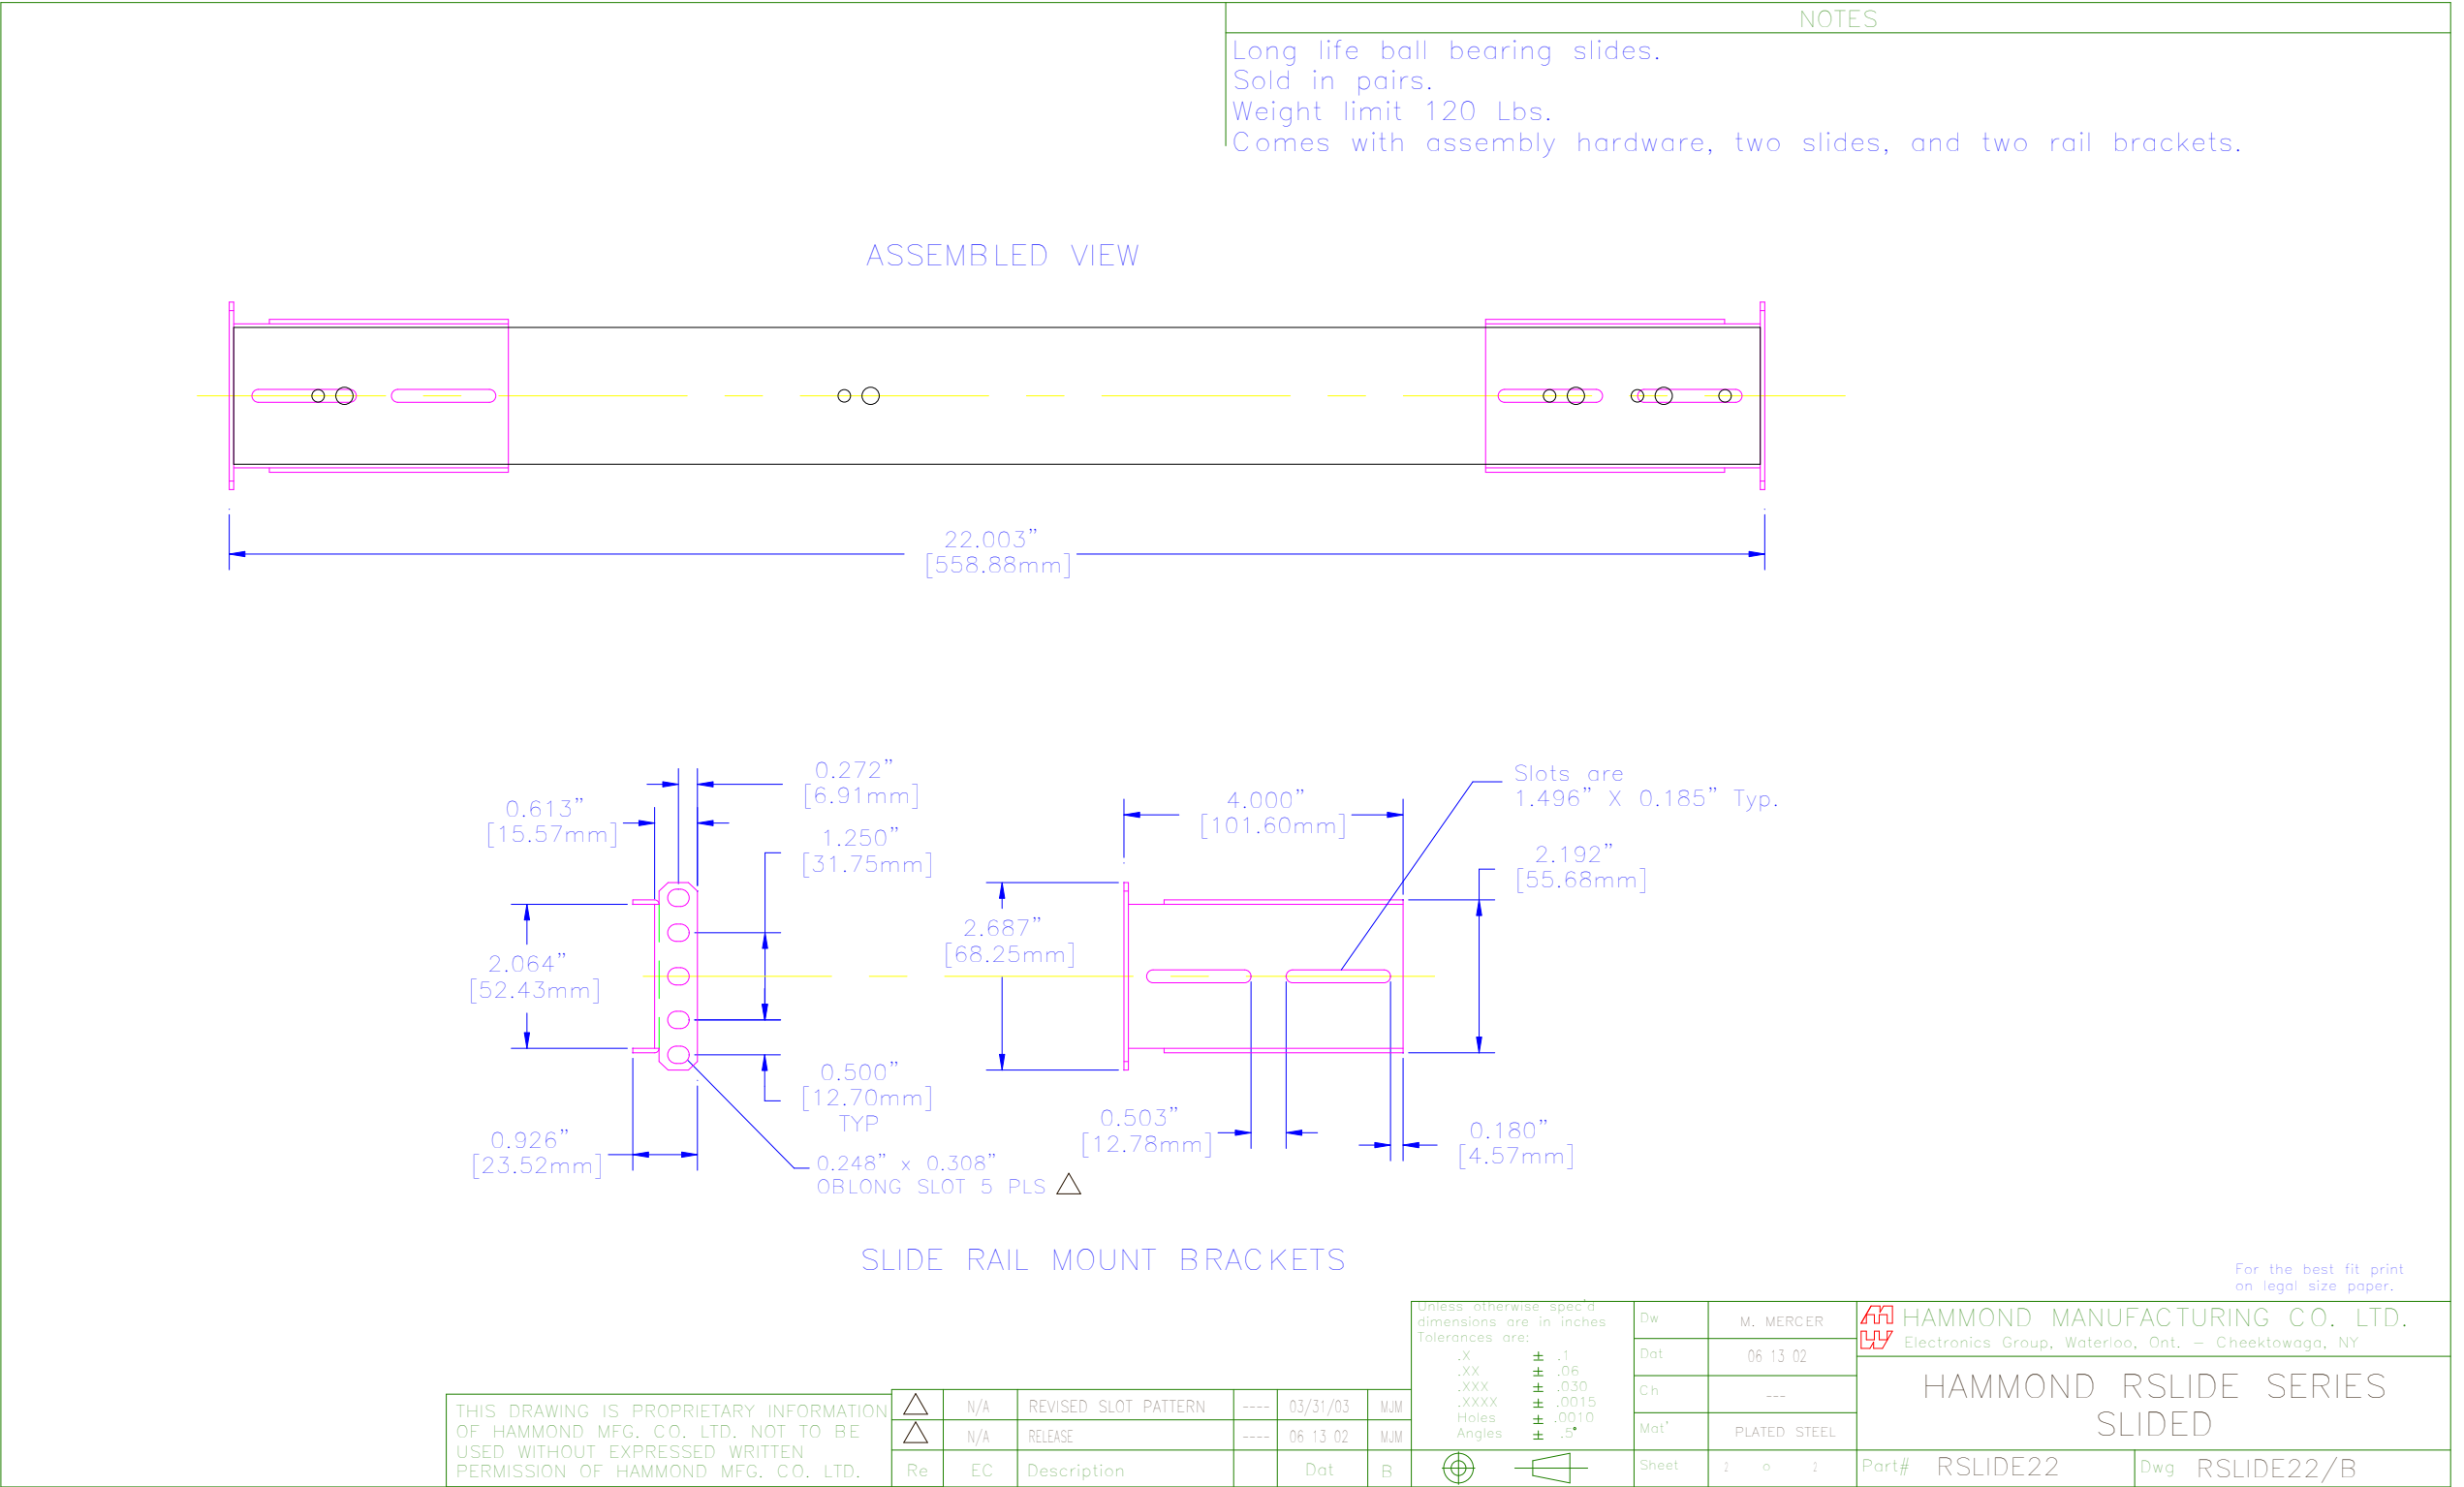 NOTES
Long life ball bearing slides.
Sold in pairs.
Weight limit 120 Lbs.
Comes with assembly hardware, two slides, and two rail brackets.
ASSEMBLED VIEW
22.003"
[558.88mm]
0.272"
[6.91mm]
0.613"
[15.57mm]
1.250"
[31.75mm]
2.064"
[52.43mm]
0.500"
[12.70mm]
TYP
0.926"
[23.52mm]
0.248" x 0.308"
OBLONG SLOT 5 PLS
Slots are
1.496" X 0.185" Typ.
4.000"
[101.60mm]
2.192"
[55.68mm]
2.687"
[68.25mm]
0.503"
[12.78mm]
0.180"
[4.57mm]
SLIDE RAIL MOUNT BRACKETS
For the best fit print
on legal size paper.
THIS DRAWING IS PROPRIETARY INFORMATION
OF HAMMOND MFG. CO. LTD. NOT TO BE
USED WITHOUT EXPRESSED WRITTEN
PERMISSION OF HAMMOND MFG. CO. LTD.
N/A REVISED SLOT PATTERN ---- 03/31/03 MJM
N/A RELEASE ---- 06 13 02 MJM
Re EC Description Dat B
Unless otherwise spec'd
dimensions are in inches
Tolerances are:
.X ± .1
.XX ± .06
.XXX ± .030
.XXXX ± .0015
Holes ± .0010
Angles ± .5°
Dw M. MERCER
Dat 06 13 02
Ch ---
Mat' PLATED STEEL
Sheet 2 o 2
HAMMOND MANUFACTURING CO. LTD.
Electronics Group, Waterloo, Ont. – Cheektowaga, NY
HAMMOND RSLIDE SERIES
SLIDED
Part# RSLIDE22
Dwg RSLIDE22/B